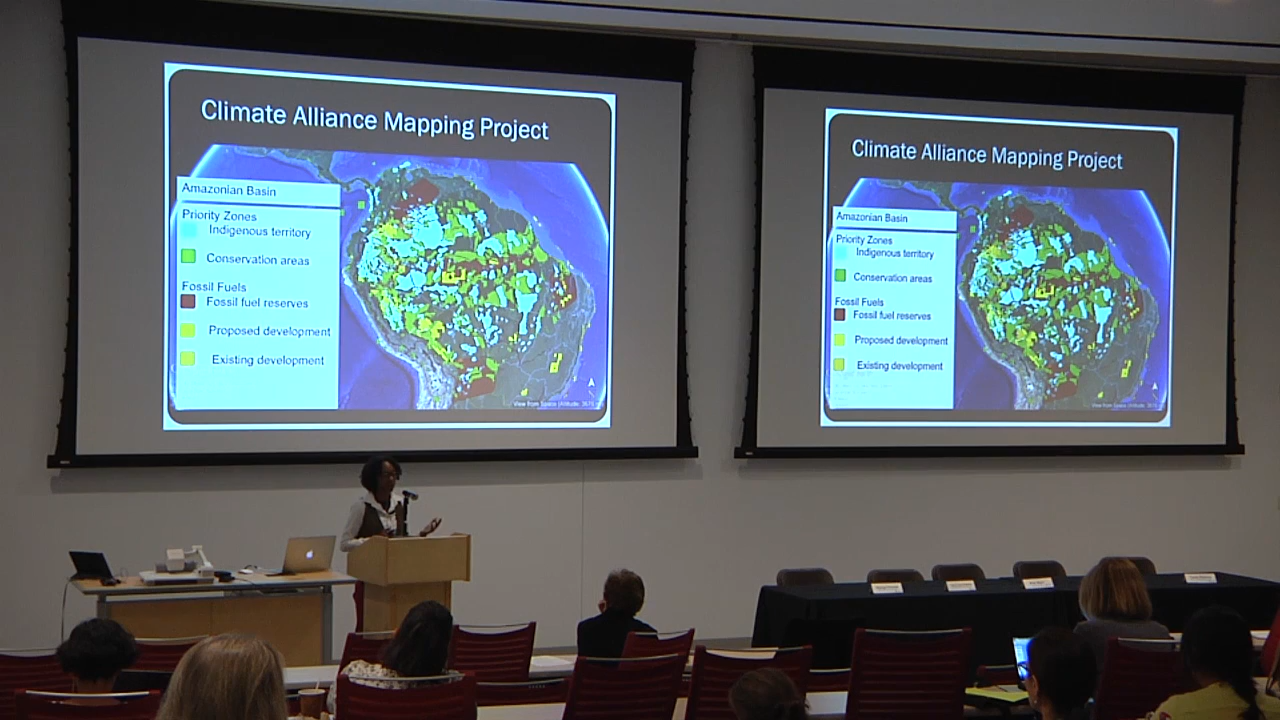 Climate Alliance Mapping Project
Amazonian Basin
Priority Zones
Indigenous territory
Conservation areas
Fossil Fuels
Fossil fuel reserves
Proposed development
Existing development
Climate Alliance Mapping Project
Amazonian Basin
Priority Zones
Indigenous territory
Conservation areas
Fossil Fuels
Fossil fuel reserves
Proposed development
Existing development